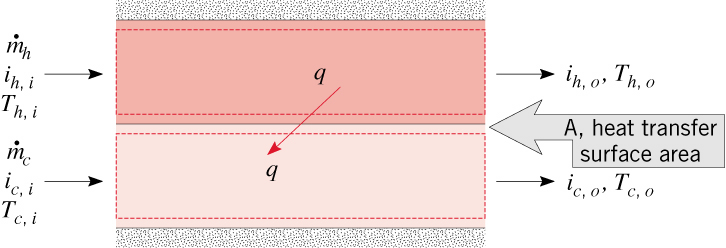 ṁh
ih, i
Th, i
q
ih, o, Th, o
A, heat transfer
surface area
ṁc
ic, i
Tc, i
q
ic, o, Tc, o